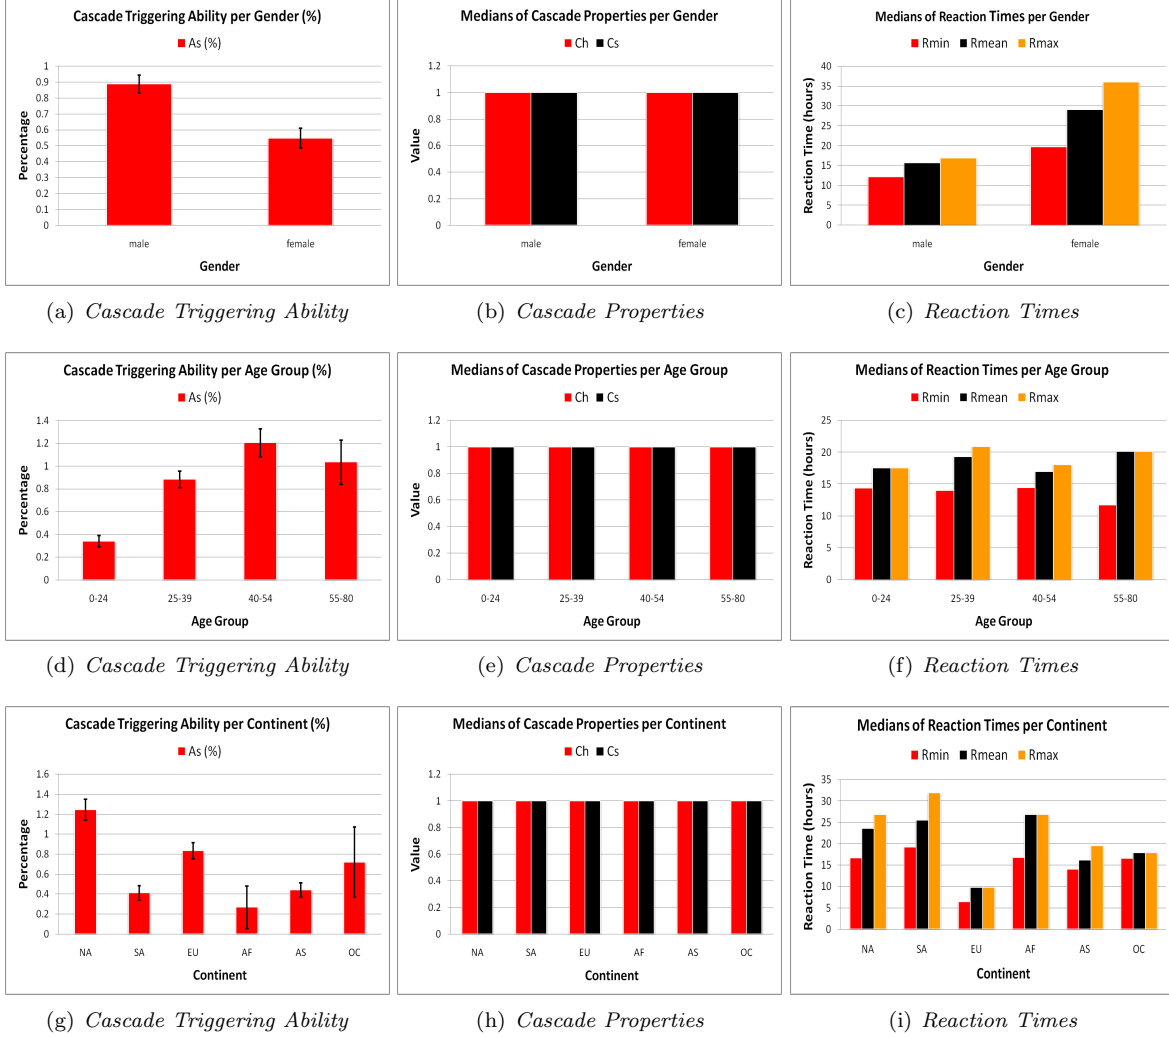 Cascade Triggering Ability per Gender (%)
As (%)
1
0.9
0.8
0.7
0.6
0.5
0.4
0.3
0.2
0.1
0
Percentage
male female
Gender
(a) Cascade Triggering Ability
Medians of Cascade Properties per Gender
Ch Cs
1.2
1
0.8
0.6
0.4
0.2
0
Value
male female
Gender
(b) Cascade Properties
Medians of Reaction Times per Gender
Rmin Rmean Rmax
40
35
30
25
20
15
10
5
0
Reaction Time (hours)
male female
Gender
(c) Reaction Times
Cascade Triggering Ability per Age Group (%)
As (%)
1.4
1.2
1
0.8
0.6
0.4
0.2
0
Percentage
0-24 25-39 40-54 55-80
Age Group
(d) Cascade Triggering Ability
Medians of Cascade Properties per Age Group
Ch Cs
1.2
1
0.8
0.6
0.4
0.2
0
Value
0-24 25-39 40-54 55-80
Age Group
(e) Cascade Properties
Medians of Reaction Times per Age Group
Rmin Rmean Rmax
25
20
15
10
5
0
Reaction Time (hours)
0-24 25-39 40-54 55-80
Age Group
(f) Reaction Times
Cascade Triggering Ability per Continent (%)
As (%)
1.6
1.4
1.2
1
0.8
0.6
0.4
0.2
0
Percentage
NA SA EU AF AS OC
Continent
(g) Cascade Triggering Ability
Medians of Cascade Properties per Continent
Ch Cs
1.2
1
0.8
0.6
0.4
0.2
0
Value
NA SA EU AF AS OC
Continent
(h) Cascade Properties
Medians of Reaction Times per Continent
Rmin Rmean Rmax
35
30
25
20
15
10
5
0
Reaction Time (hours)
NA SA EU AF AS OC
Continent
(i) Reaction Times